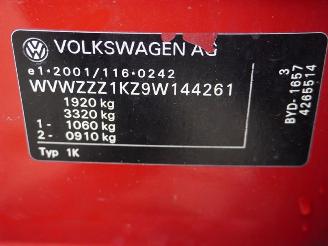 VOLKSWAGEN AG
e1*2001/116*0242
WVWZZZ1KZ9W144261
1920 kg
3320 kg
1- 1060 kg
2- 0910 kg
Typ 1K
3
BYD-1657
4265514